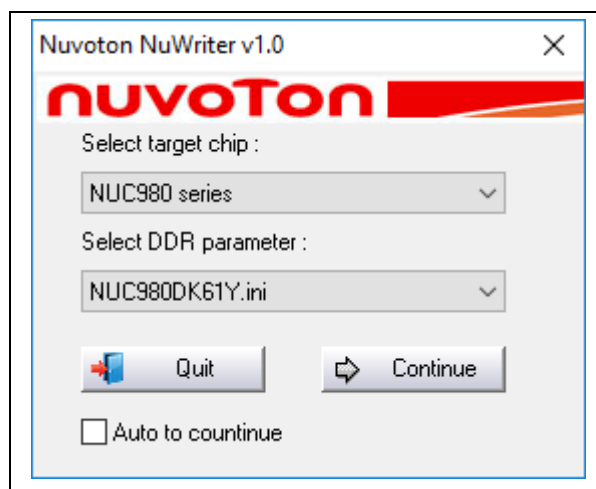 Nuvoton NuWriter v1.0
nuvoTon
Select target chip :
NUC980 series
Select DDR parameter :
NUC980DK61Y.ini
Quit Continue
Auto to countinue